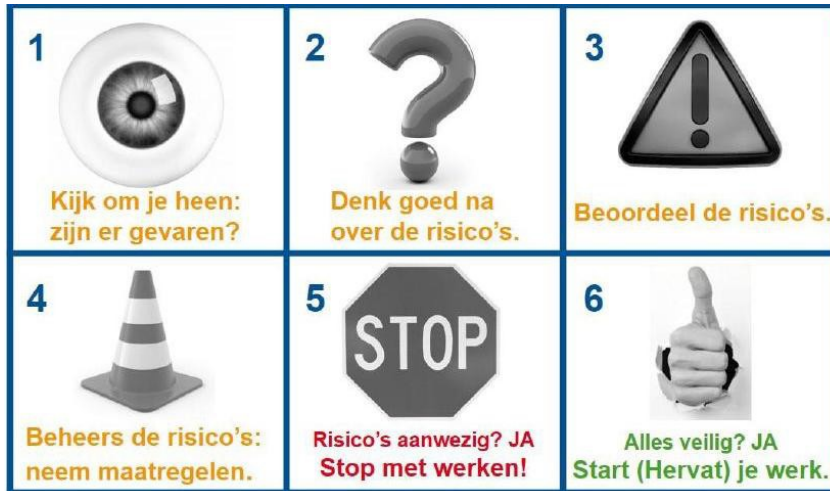 1
Kijk om je heen:
zijn er gevaren?
2
Denk goed na
over de risico's.
3
Beoordeel de risico's.
4
Beheers de risico's:
neem maatregelen.
5
STOP
Risico's aanwezig? JA
Stop met werken!
6
Alles veilig? JA
Start (Hervat) je werk.